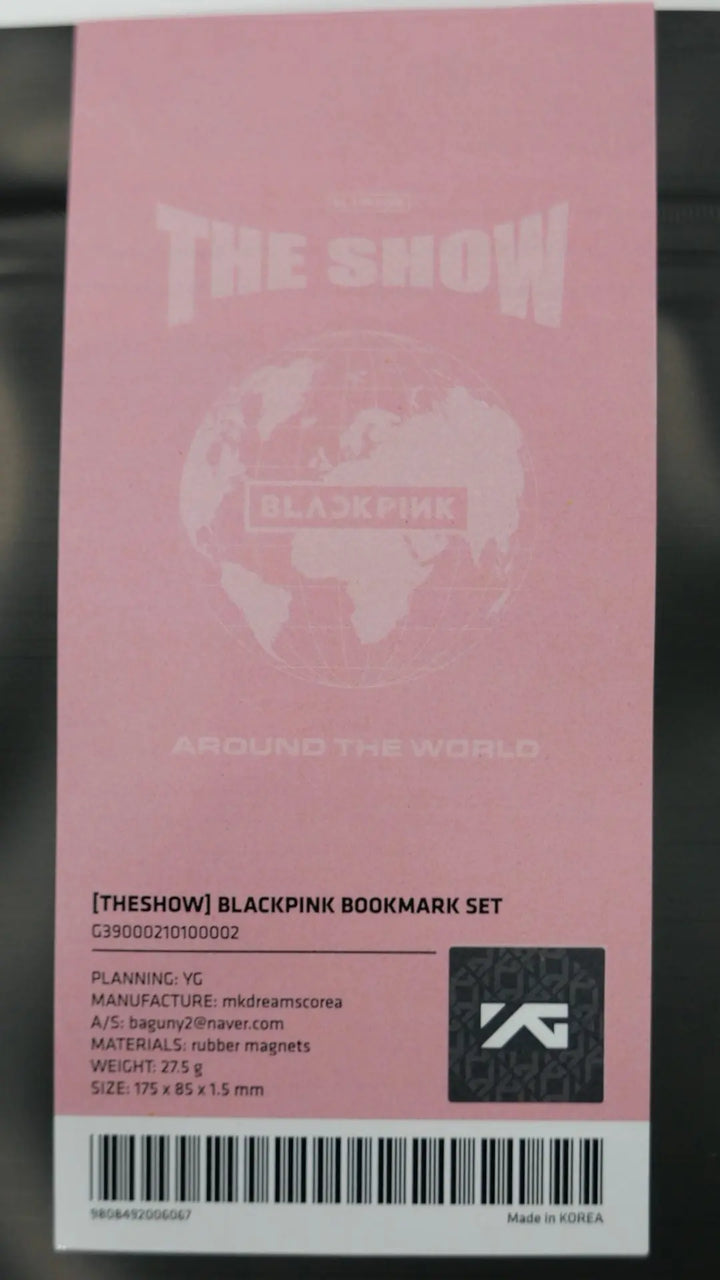 THE SHOW
BLACKPINK
AROUND THE WORLD
[THESHOW] BLACKPINK BOOKMARK SET
G39000210100002
PLANNING: YG
MANUFACTURE: mkdreamscorea
A/S: baguny2@naver.com
MATERIALS: rubber magnets
WEIGHT: 27.5 g
SIZE: 175 x 85 x 1.5 mm
YG
9808492006067
Made in KOREA